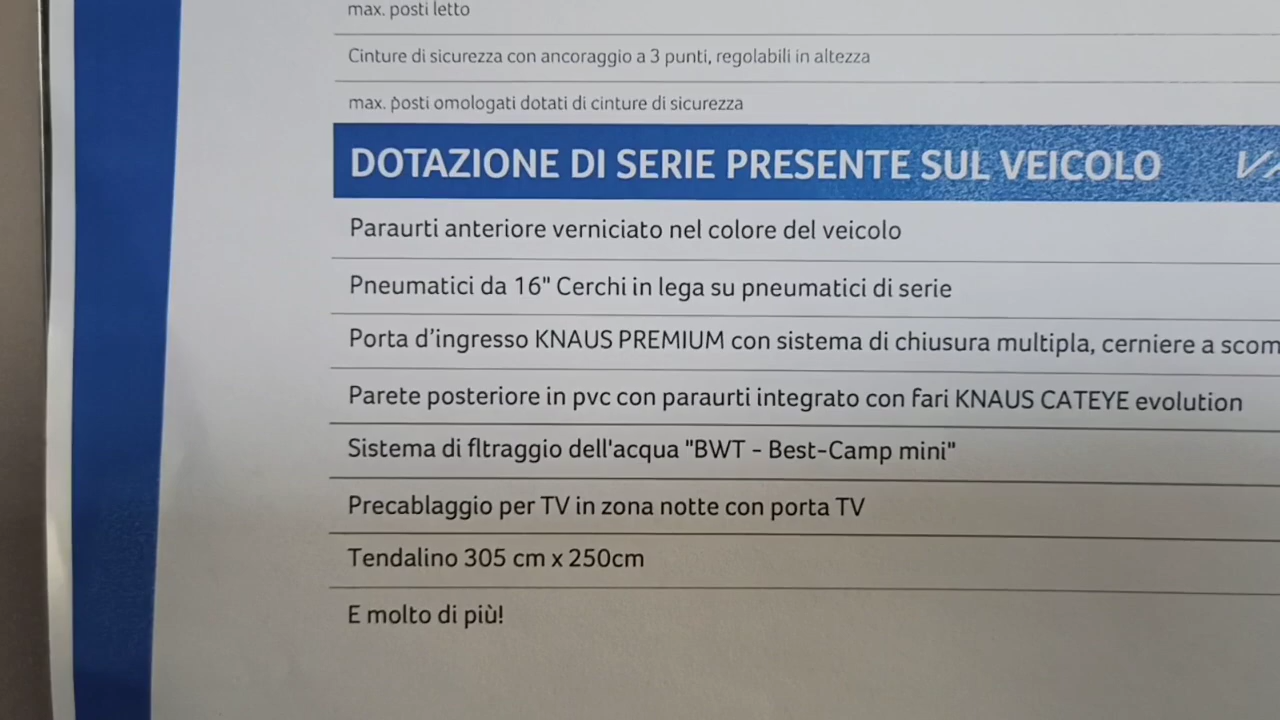 max. posti letto
Cinture di sicurezza con ancoraggio a 3 punti, regolabili in altezza
max. posti omologati dotati di cinture di sicurezza
DOTAZIONE DI SERIE PRESENTE SUL VEICOLO
Paraurti anteriore verniciato nel colore del veicolo
Pneumatici da 16" Cerchi in lega su pneumatici di serie
Porta d'ingresso KNAUS PREMIUM con sistema di chiusura multipla, cerniere a scom
Parete posteriore in pvc con paraurti integrato con fari KNAUS CATEYE evolution
Sistema di fltraggio dell'acqua "BWT - Best-Camp mini"
Precablaggio per TV in zona notte con porta TV
Tendalino 305 cm x 250cm
E molto di più!